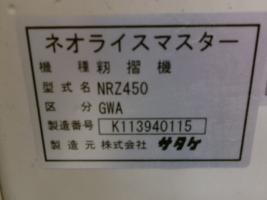 ネオライスマスター
機種 籾摺機
型式名 NRZ450
区分 GWA
製造番号 K113940115
製造元 株式会社 サタケ